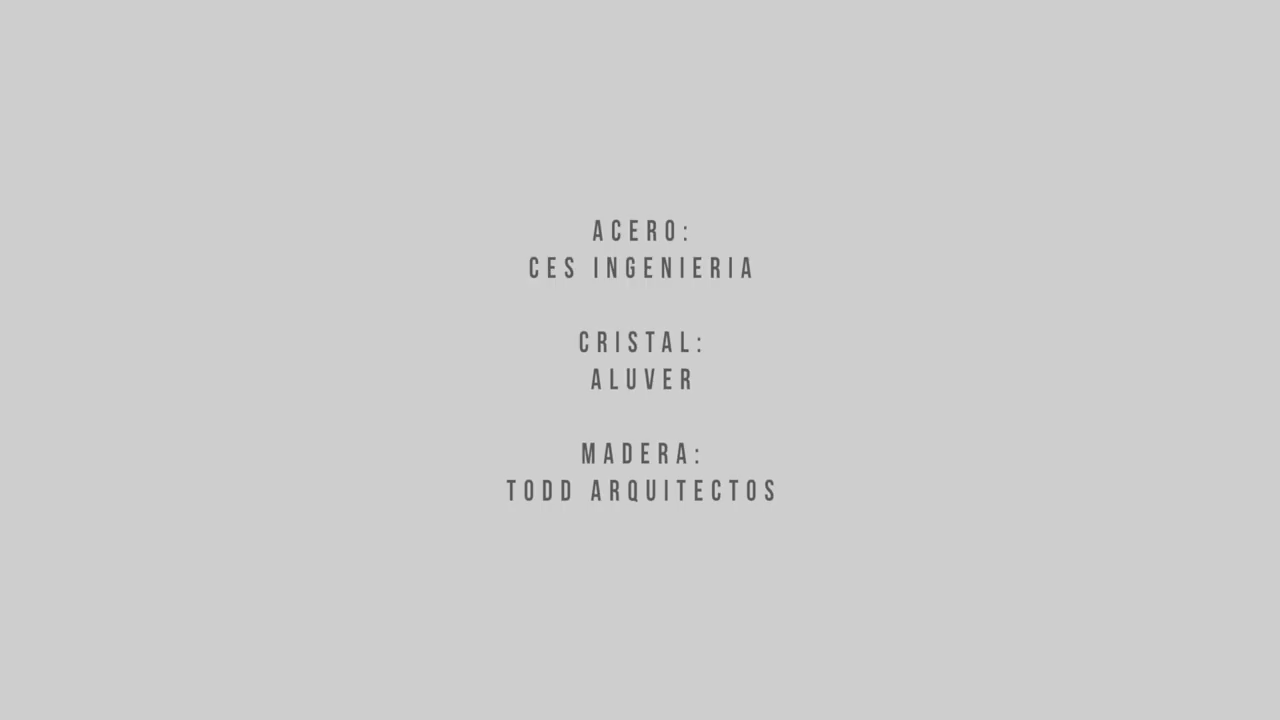 ACERO:
CES INGENIERIA
CRISTAL:
ALUVER
MADERA:
TODD ARQUITECTOS